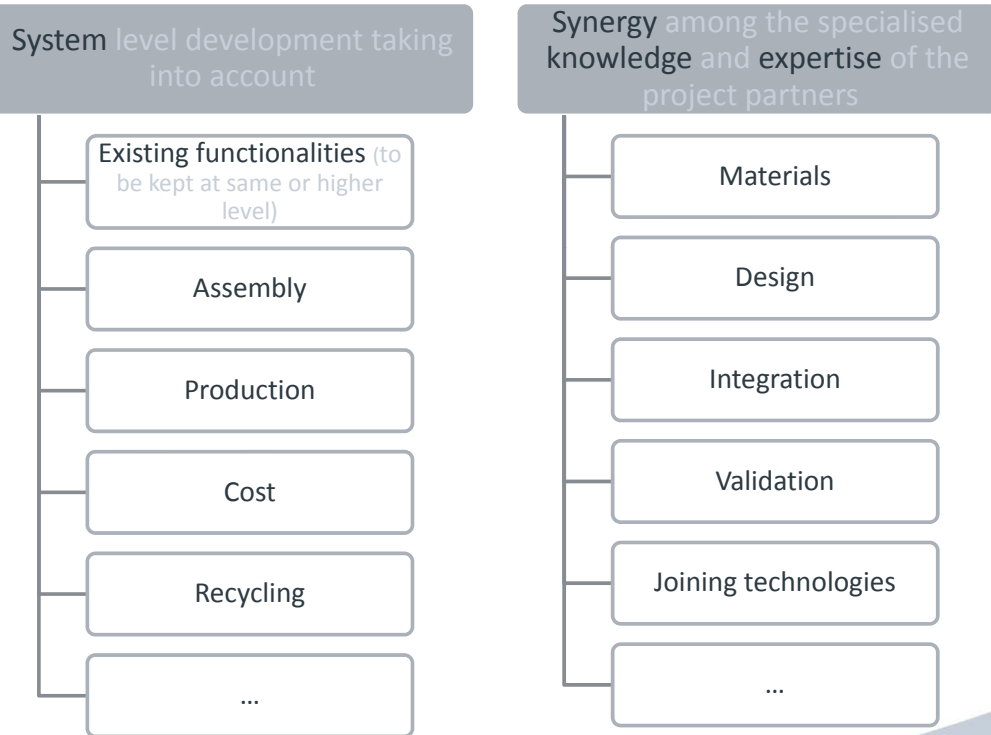 System level development taking
into account
Existing functionalities (to
be kept at same or higher
level)
Assembly
Production
Cost
Recycling
...
Synergy among the specialised
knowledge and expertise of the
project partners
Materials
Design
Integration
Validation
Joining technologies
...